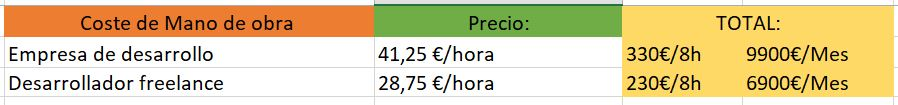 Coste de Mano de obra Precio: TOTAL:
Empresa de desarrollo 41,25 €/hora 330€/8h 9900€/Mes
Desarrollador freelance 28,75 €/hora 230€/8h 6900€/Mes